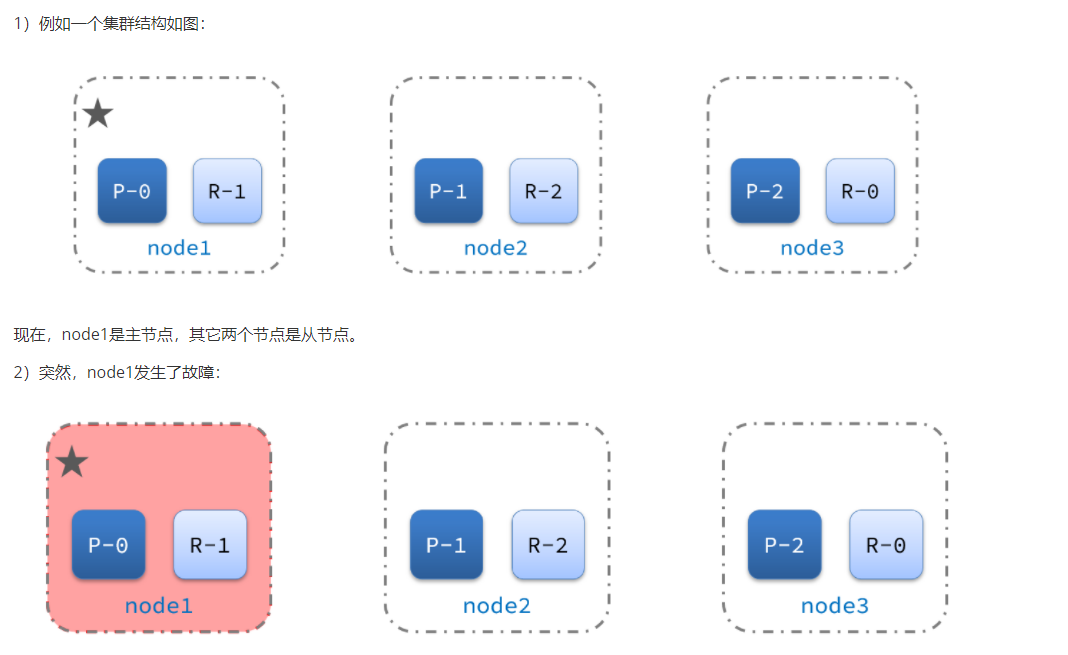 1）例如一个集群结构如图：
P-0 R-1 P-1 R-2 P-2 R-0
node1 node2 node3
现在，node1是主节点，其它两个节点是从节点。
2）突然，node1发生了故障：
P-0 R-1 P-1 R-2 P-2 R-0
node1 node2 node3